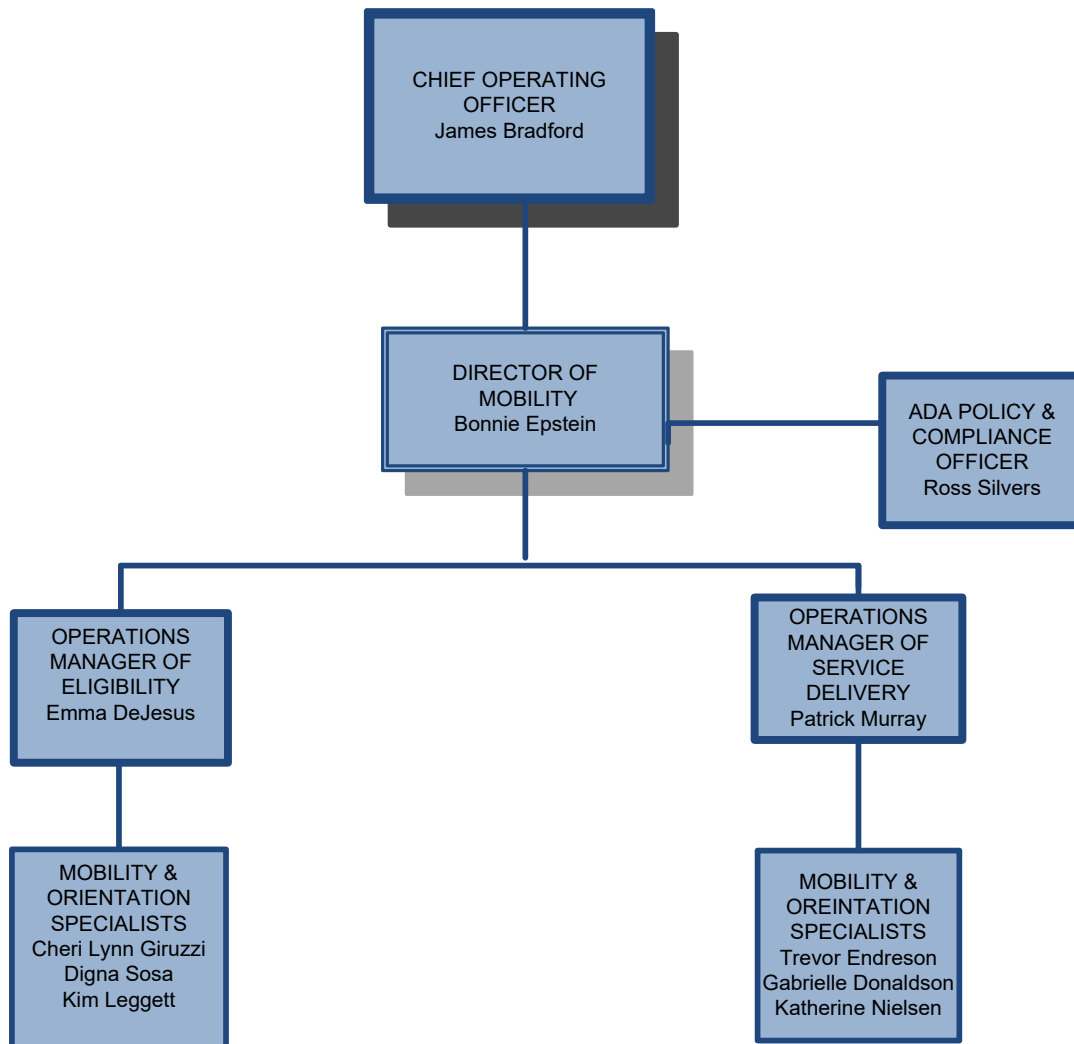 CHIEF OPERATING
OFFICER
James Bradford
DIRECTOR OF
MOBILITY
Bonnie Epstein
ADA POLICY &
COMPLIANCE
OFFICER
Ross Silvers
OPERATIONS
MANAGER OF
ELIGIBILITY
Emma DeJesus
OPERATIONS
MANAGER OF
SERVICE
DELIVERY
Patrick Murray
MOBILITY &
ORIENTATION
SPECIALISTS
Cheri Lynn Giruzzi
Digna Sosa
Kim Leggett
MOBILITY &
OREINTATION
SPECIALISTS
Trevor Endreson
Gabrielle Donaldson
Katherine Nielsen